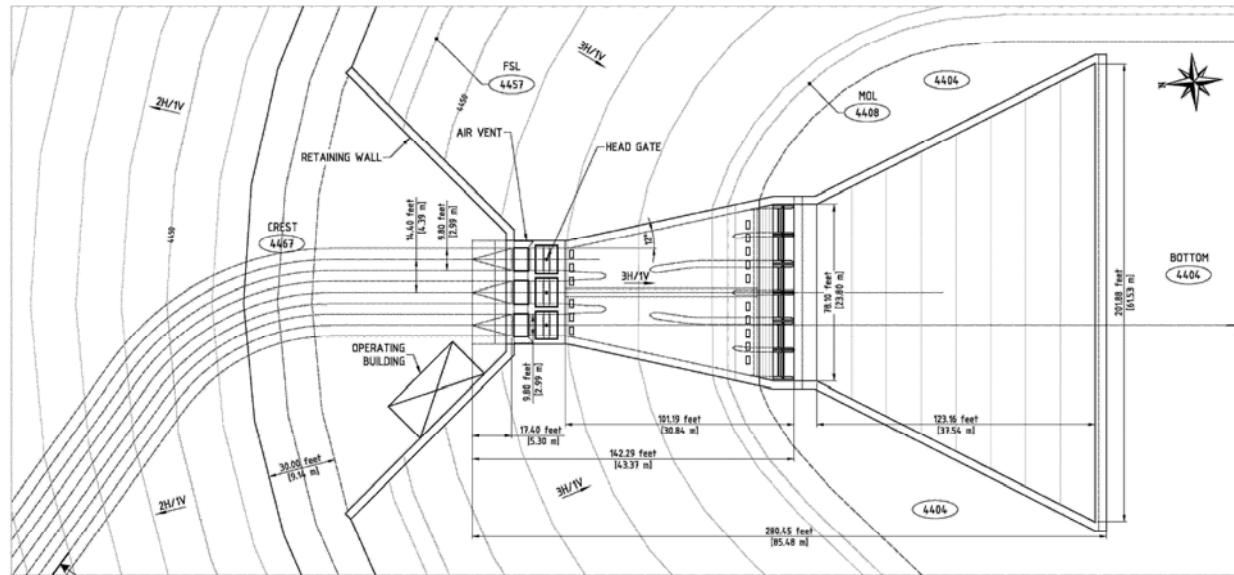 FSL
4457
3H/1V
4404
MOL
4408
N
2H/1V
4450
AIR VENT
HEAD GATE
RETAINING WALL
14.40 feet
[4.39 m]
9.80 feet
[2.99 m]
12°
CREST
4467
4450
3H/1V
BOTTOM
4404
78.10 feet
[23.80 m]
201.88 feet
[61.53 m]
OPERATING
BUILDING
9.80 feet
[2.99 m]
17.40 feet
[5.30 m]
101.19 feet
[30.84 m]
123.16 feet
[37.54 m]
142.29 feet
[43.37 m]
30.00 feet
[9.14 m]
2H/1V
3H/1V
4404
280.45 feet
[85.48 m]